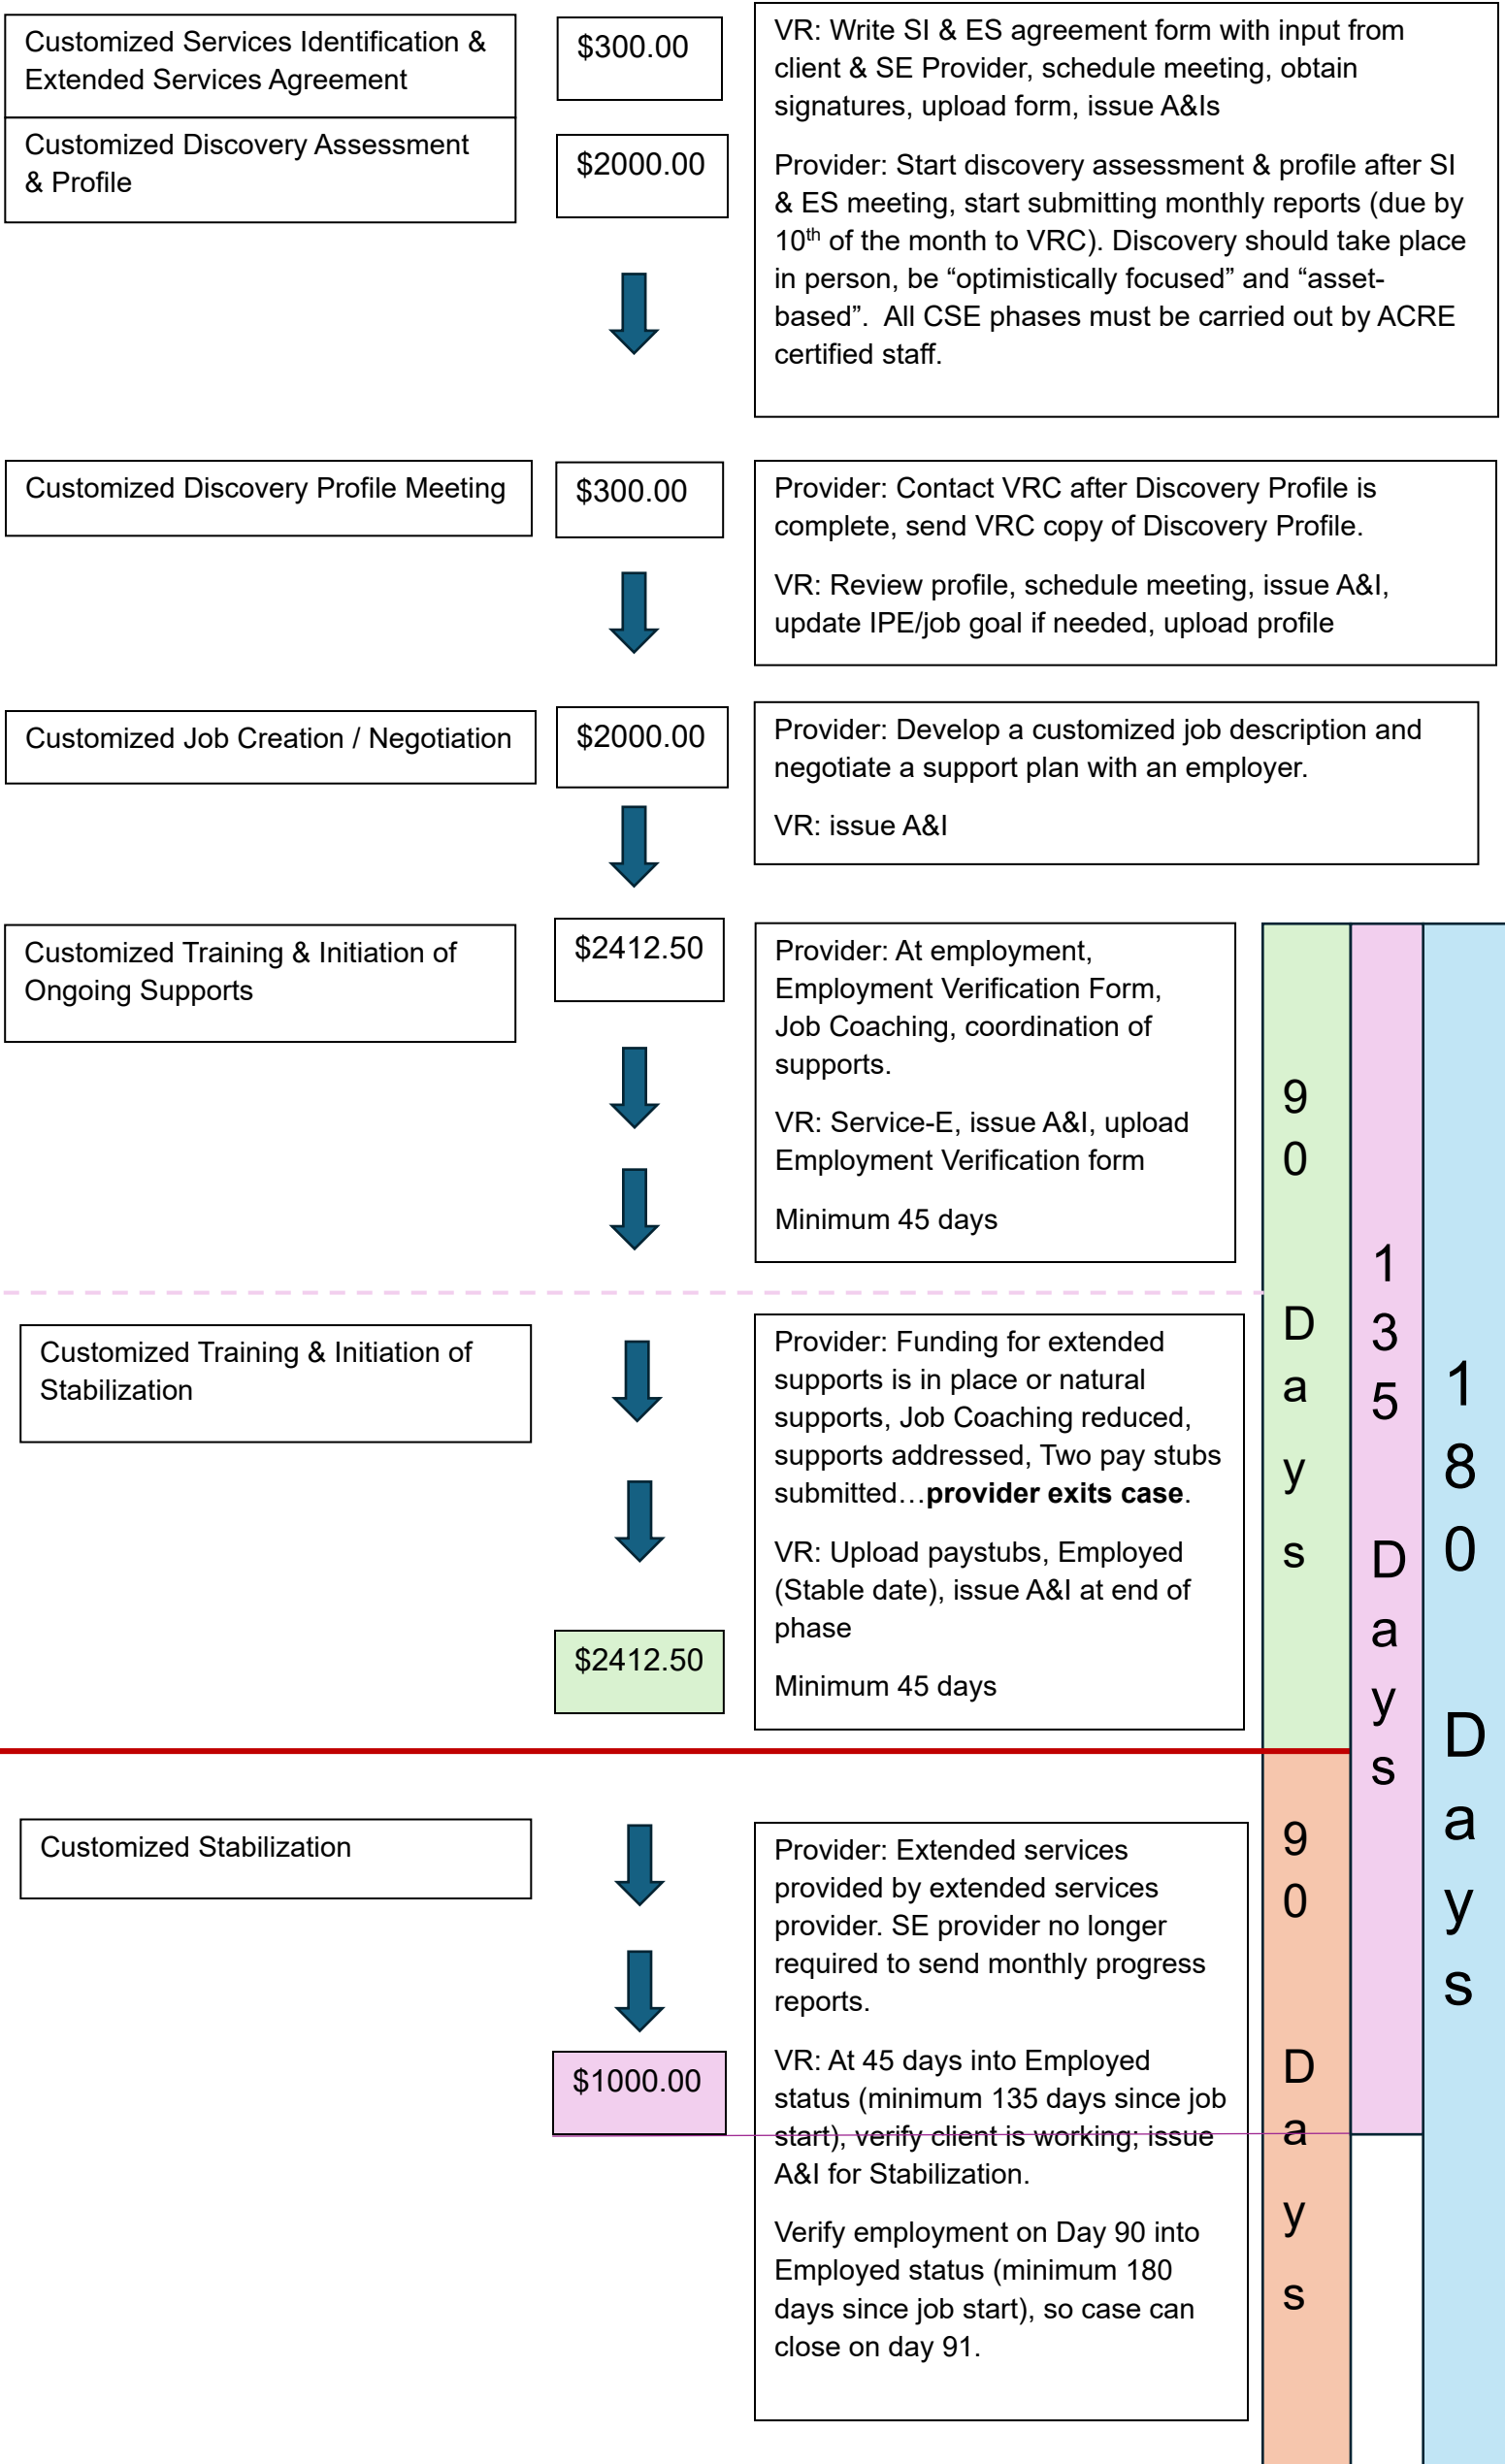 Customized Services Identification &
Extended Services Agreement
$300.00
VR: Write SI & ES agreement form with input from
client & SE Provider, schedule meeting, obtain
signatures, upload form, issue A&Is
Customized Discovery Assessment
& Profile
$2000.00
Provider: Start discovery assessment & profile after SI
& ES meeting, start submitting monthly reports (due by
10th of the month to VRC). Discovery should take place
in person, be “optimistically focused” and “asset-
based”.  All CSE phases must be carried out by ACRE
certified staff.
Customized Discovery Profile Meeting
$300.00
Provider: Contact VRC after Discovery Profile is
complete, send VRC copy of Discovery Profile.
VR: Review profile, schedule meeting, issue A&I,
update IPE/job goal if needed, upload profile
Customized Job Creation / Negotiation
$2000.00
Provider: Develop a customized job description and
negotiate a support plan with an employer.
VR: issue A&I
Customized Training & Initiation of
Ongoing Supports
$2412.50
Provider: At employment,
Employment Verification Form,
Job Coaching, coordination of
supports.
VR: Service-E, issue A&I, upload
Employment Verification form
Minimum 45 days
Customized Training & Initiation of
Stabilization
Provider: Funding for extended
supports is in place or natural
supports, Job Coaching reduced,
supports addressed, Two pay stubs
submitted…provider exits case.
VR: Upload paystubs, Employed
(Stable date), issue A&I at end of
phase
Minimum 45 days
$2412.50
90 Days
135 Days
180 Days
Customized Stabilization
Provider: Extended services
provided by extended services
provider. SE provider no longer
required to send monthly progress
reports.
VR: At 45 days into Employed
status (minimum 135 days since job
start), verify client is working; issue
A&I for Stabilization.
Verify employment on Day 90 into
Employed status (minimum 180
days since job start), so case can
close on day 91.
$1000.00
90 Days